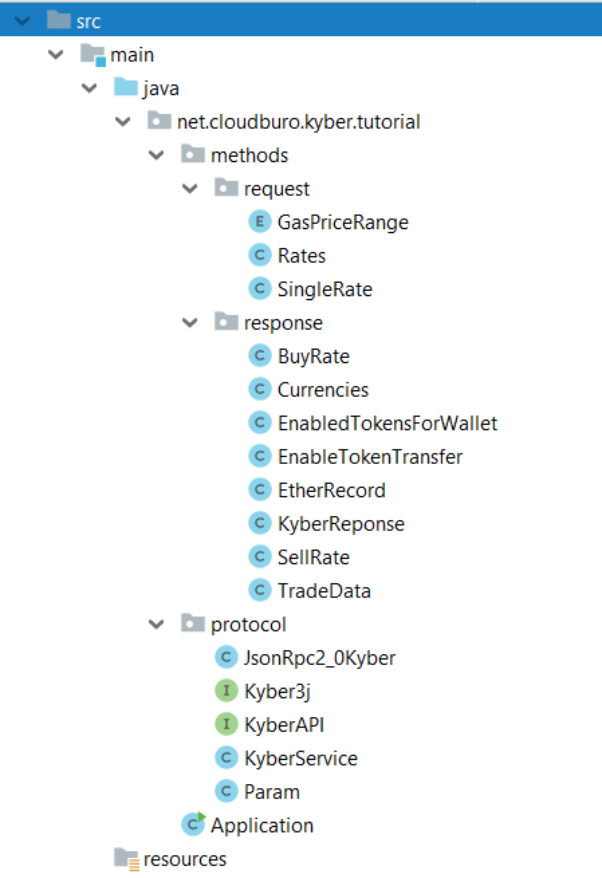 src
main
java
net.cloudburo.kyber.tutorial
methods
request
E GasPriceRange
C Rates
C SingleRate
response
C BuyRate
C Currencies
C EnabledTokensForWallet
C EnableTokenTransfer
C EtherRecord
C KyberReponse
C SellRate
C TradeData
protocol
C JsonRpc2_0Kyber
I Kyber3j
I KyberAPI
C KyberService
C Param
C Application
resources